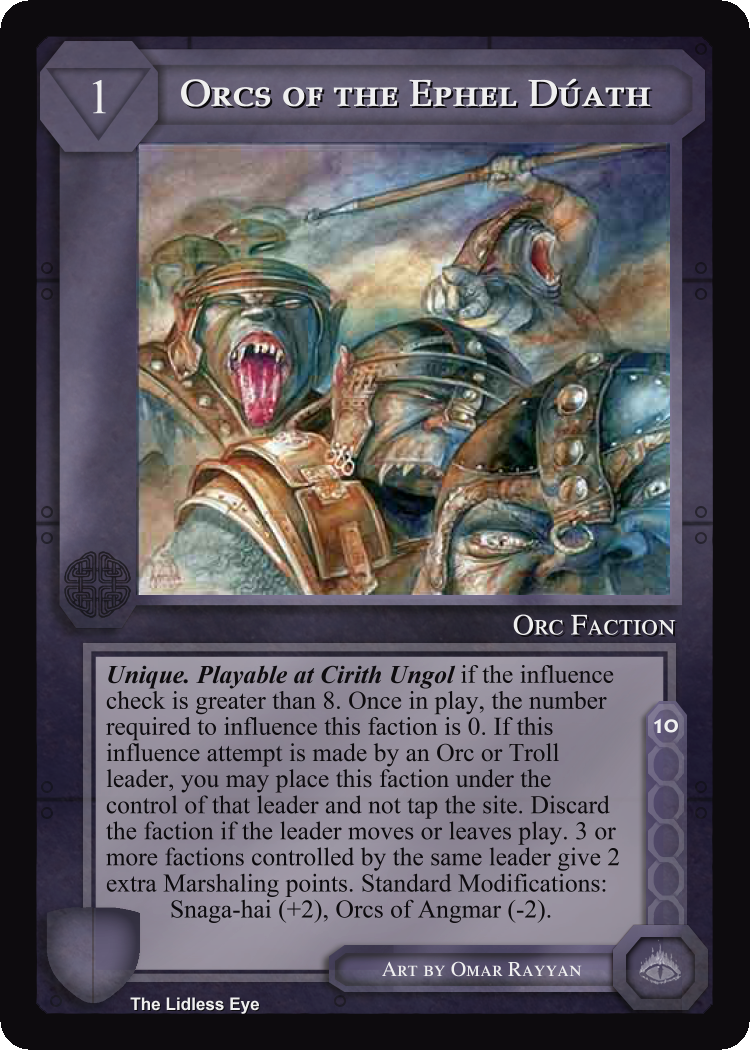 1
Orcs of the Ephel Dúath
Orc Faction
Unique. Playable at Cirith Ungol if the influence
check is greater than 8. Once in play, the number
required to influence this faction is 0. If this
influence attempt is made by an Orc or Troll
leader, you may place this faction under the
control of that leader and not tap the site. Discard
the faction if the leader moves or leaves play. 3 or
more factions controlled by the same leader give 2
extra Marshaling points. Standard Modifications:
Snaga-hai (+2), Orcs of Angmar (-2).
10
Art by Omar Rayyan
The Lidless Eye